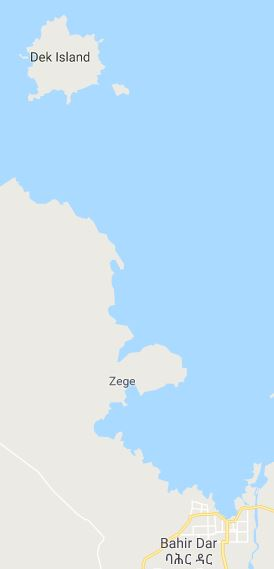 Dek Island
Zege
Bahir Dar
ባሕር ዳር